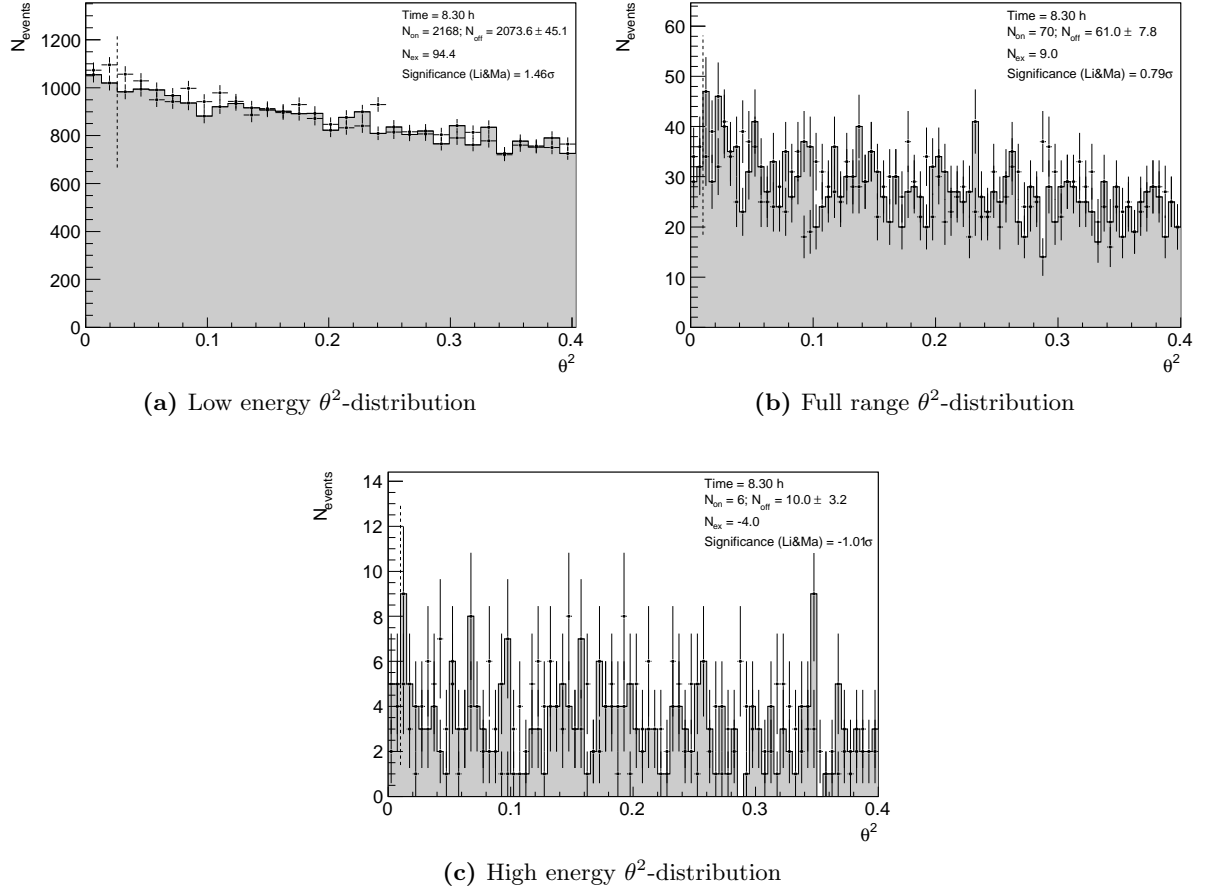 N_events
1200
1000
800
600
400
200
0
Time = 8.30 h
N_on = 2168; N_off = 2073.6 ± 45.1
N_ex = 94.4
Significance (Li&Ma) = 1.46σ
0 0.1 0.2 0.3 0.4
θ²
(a) Low energy θ²-distribution
N_events
60
50
40
30
20
10
0
Time = 8.30 h
N_on = 70; N_off = 61.0 ± 7.8
N_ex = 9.0
Significance (Li&Ma) = 0.79σ
0 0.1 0.2 0.3 0.4
θ²
(b) Full range θ²-distribution
N_events
14
12
10
8
6
4
2
0
Time = 8.30 h
N_on = 6; N_off = 10.0 ± 3.2
N_ex = -4.0
Significance (Li&Ma) = -1.01σ
0 0.1 0.2 0.3 0.4
θ²
(c) High energy θ²-distribution